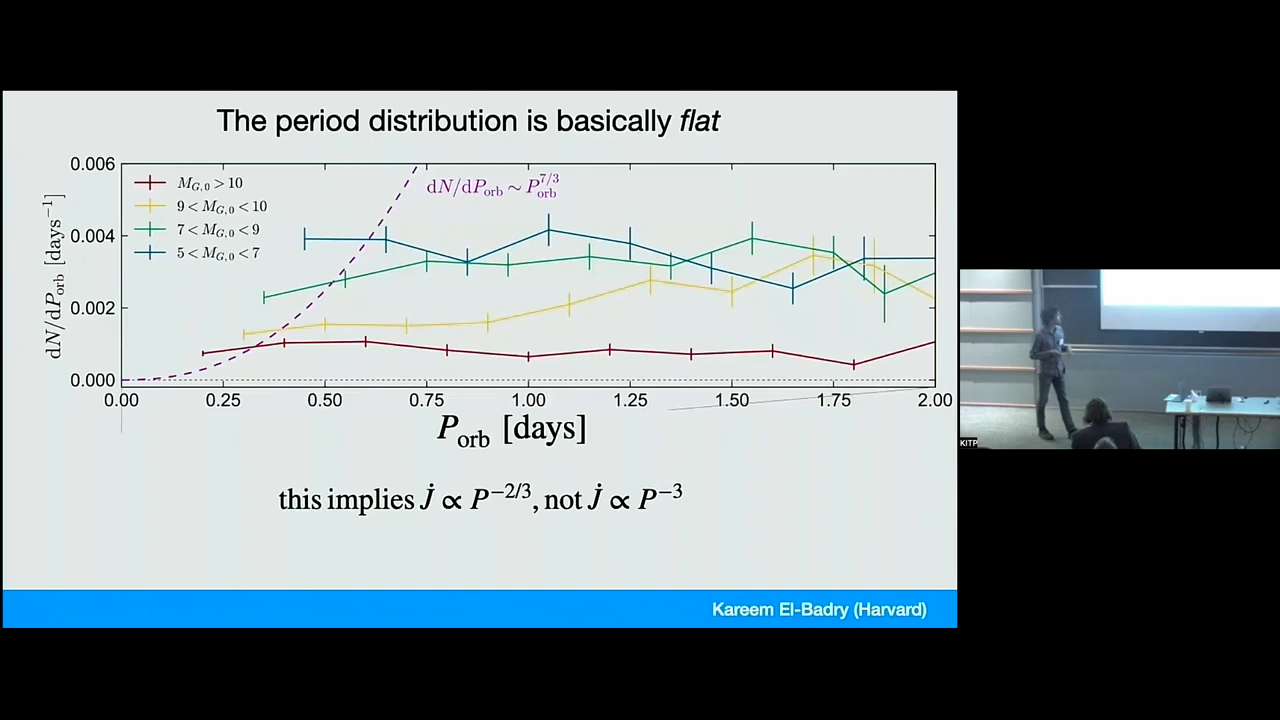 The period distribution is basically flat
dN/dP_orb [days⁻¹]
0.006
0.004
0.002
0.000
M_G,0 > 10
9 < M_G,0 < 10
7 < M_G,0 < 9
5 < M_G,0 < 7
dN/dP_orb ~ P_orb^7/3
0.00 0.25 0.50 0.75 1.00 1.25 1.50 1.75 2.00
P_orb [days]
this implies J̇ ∝ P^−2/3, not J̇ ∝ P^−3
Kareem El-Badry (Harvard)
KITP